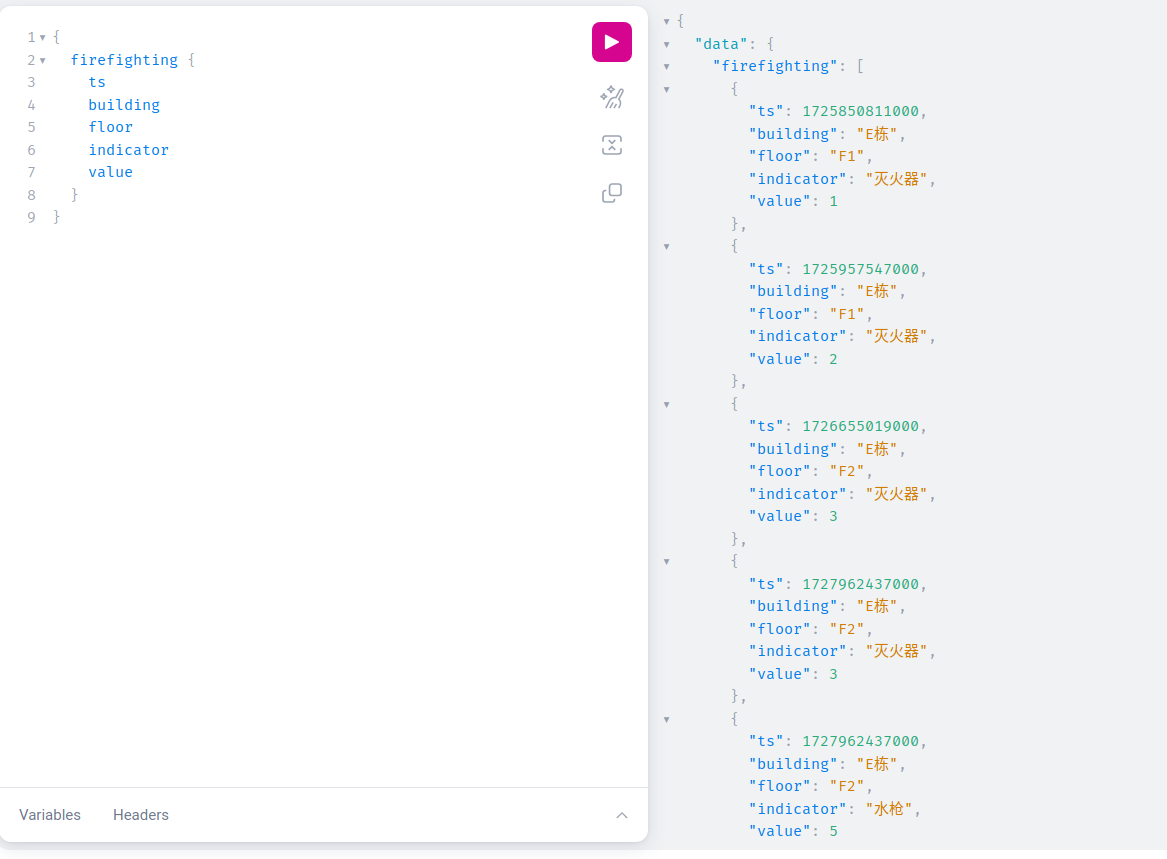 1 {
2 firefighting {
3 ts
4 building
5 floor
6 indicator
7 value
8 }
9 }
Variables Headers
{
"data": {
"firefighting": [
{
"ts": 1725850811000,
"building": "E栋",
"floor": "F1",
"indicator": "灭火器",
"value": 1
},
{
"ts": 1725957547000,
"building": "E栋",
"floor": "F1",
"indicator": "灭火器",
"value": 2
},
{
"ts": 1726655019000,
"building": "E栋",
"floor": "F2",
"indicator": "灭火器",
"value": 3
},
{
"ts": 1727962437000,
"building": "E栋",
"floor": "F2",
"indicator": "灭火器",
"value": 3
},
{
"ts": 1727962437000,
"building": "E栋",
"floor": "F2",
"indicator": "水枪",
"value": 5